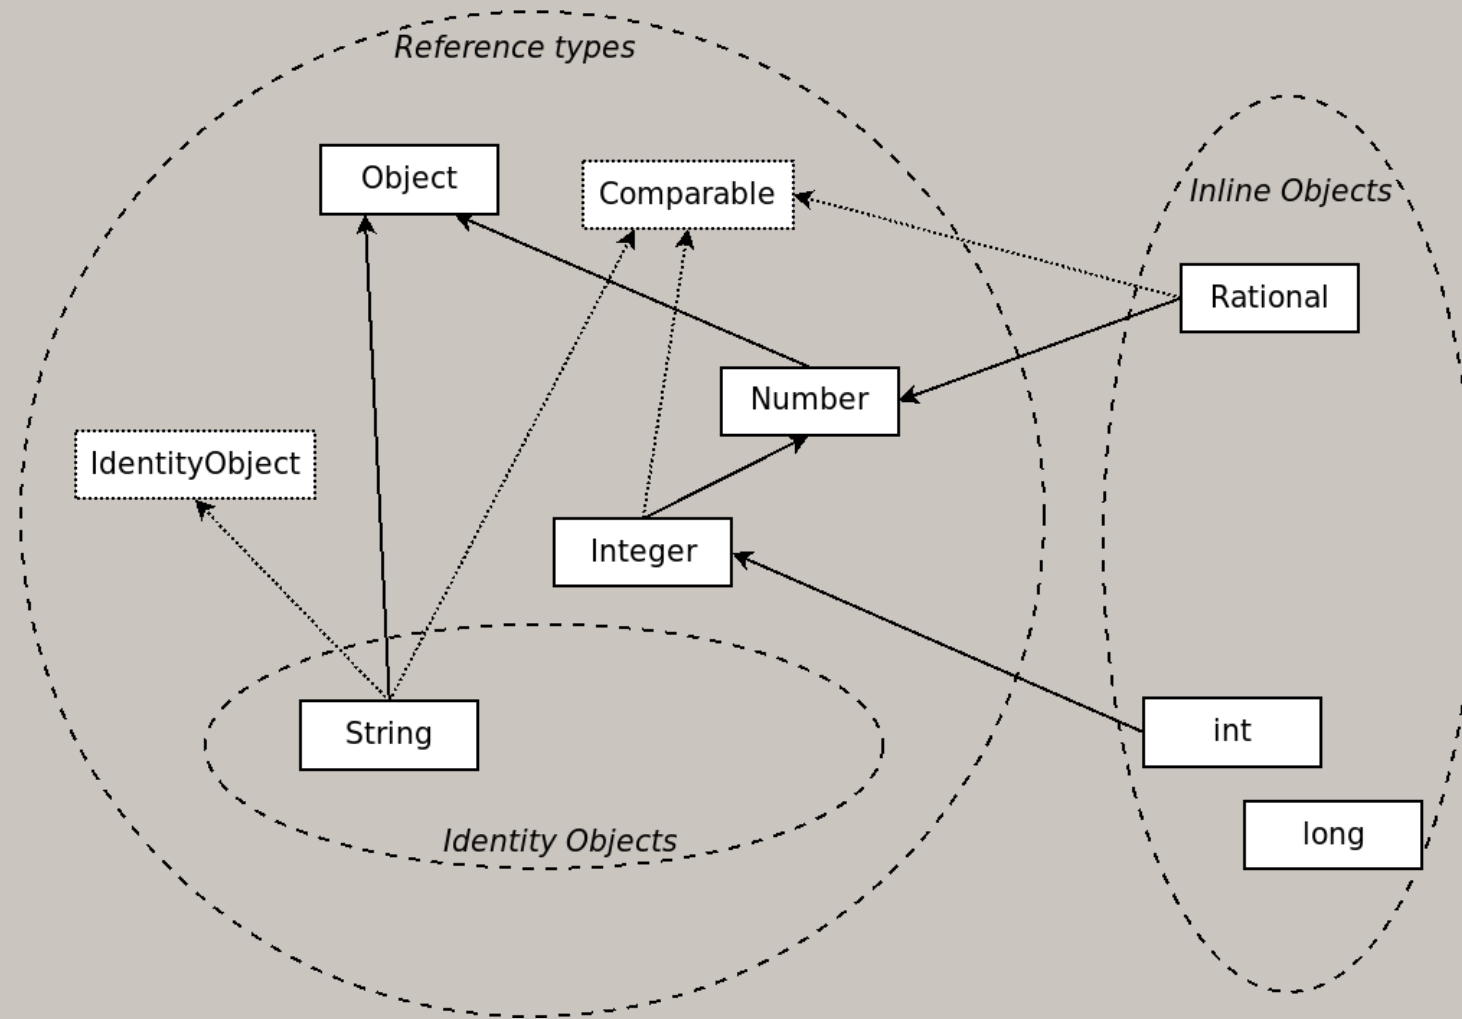 Reference types
Object
Comparable
Inline Objects
Rational
Number
IdentityObject
Integer
String
int
long
Identity Objects